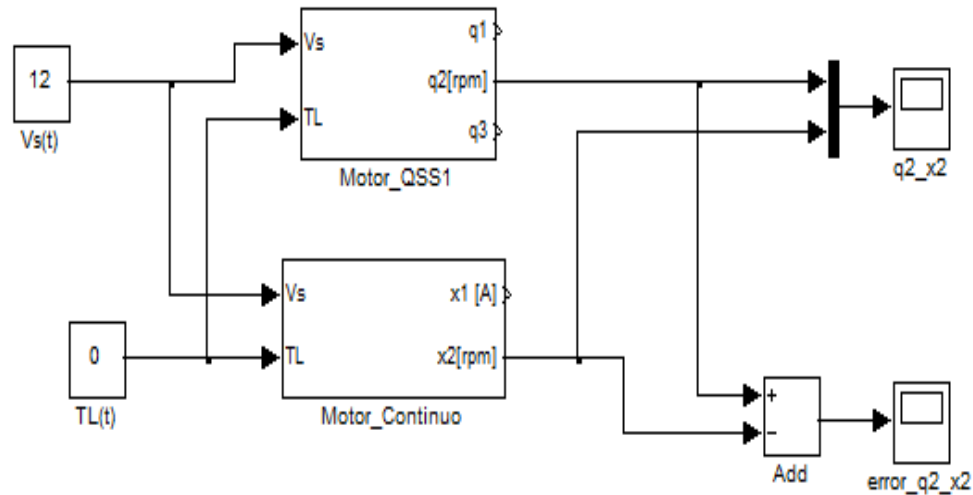 12
Vs(t)
Vs
TL
q1
q2[rpm]
q3
Motor_QSS1
q2_x2
0
TL(t)
Vs
TL
x1 [A]
x2[rpm]
Motor_Continuo
+
−
Add
error_q2_x2